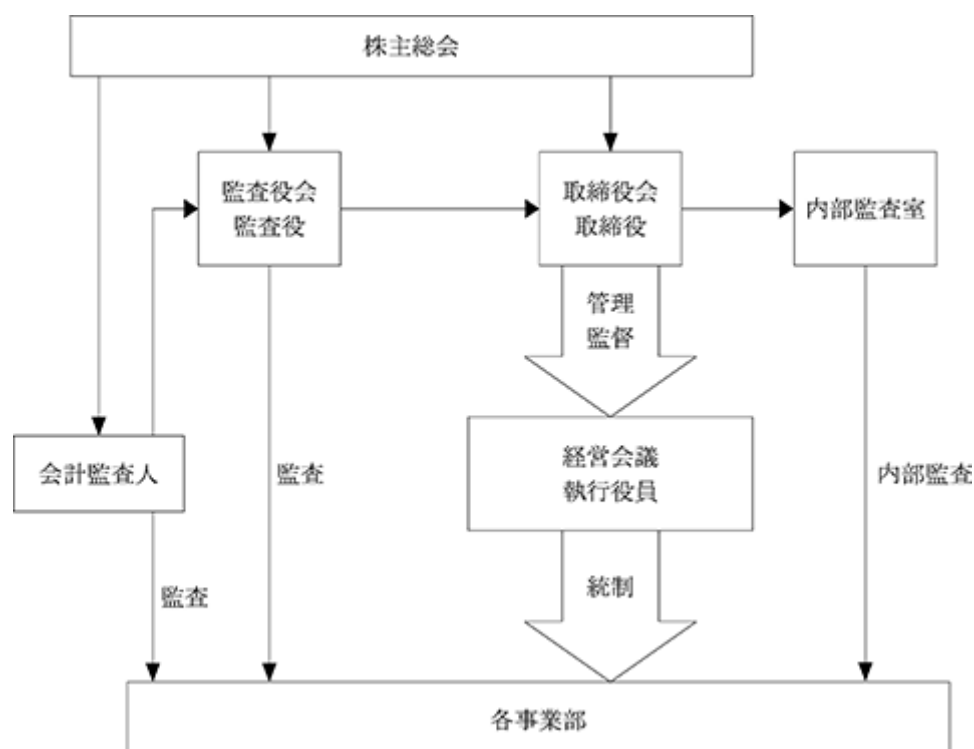 株主総会
監査役会
監査役
取締役会
取締役
内部監査室
管理
監督
会計監査人
監査
経営会議
執行役員
内部監査
監査
統制
各事業部